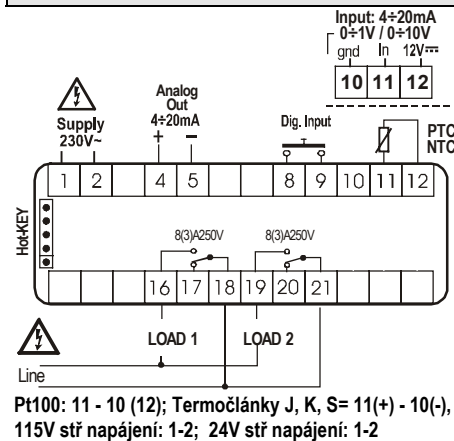 Input: 4÷20mA
0÷1V / 0÷10V
gnd In 12V
10 11 12
Analog
Out
4÷20mA
+ −
Supply
230V~
Dig. Input
PTC
NTC
1 2 4 5 8 9 10 11 12
Hot-KEY
8(3)A250V 8(3)A250V
16 17 18 19 20 21
LOAD 1 LOAD 2
Line
Pt100: 11 - 10 (12); Termočlánky J, K, S= 11(+) - 10(-),
115V stř napájení: 1-2; 24V stř napájení: 1-2